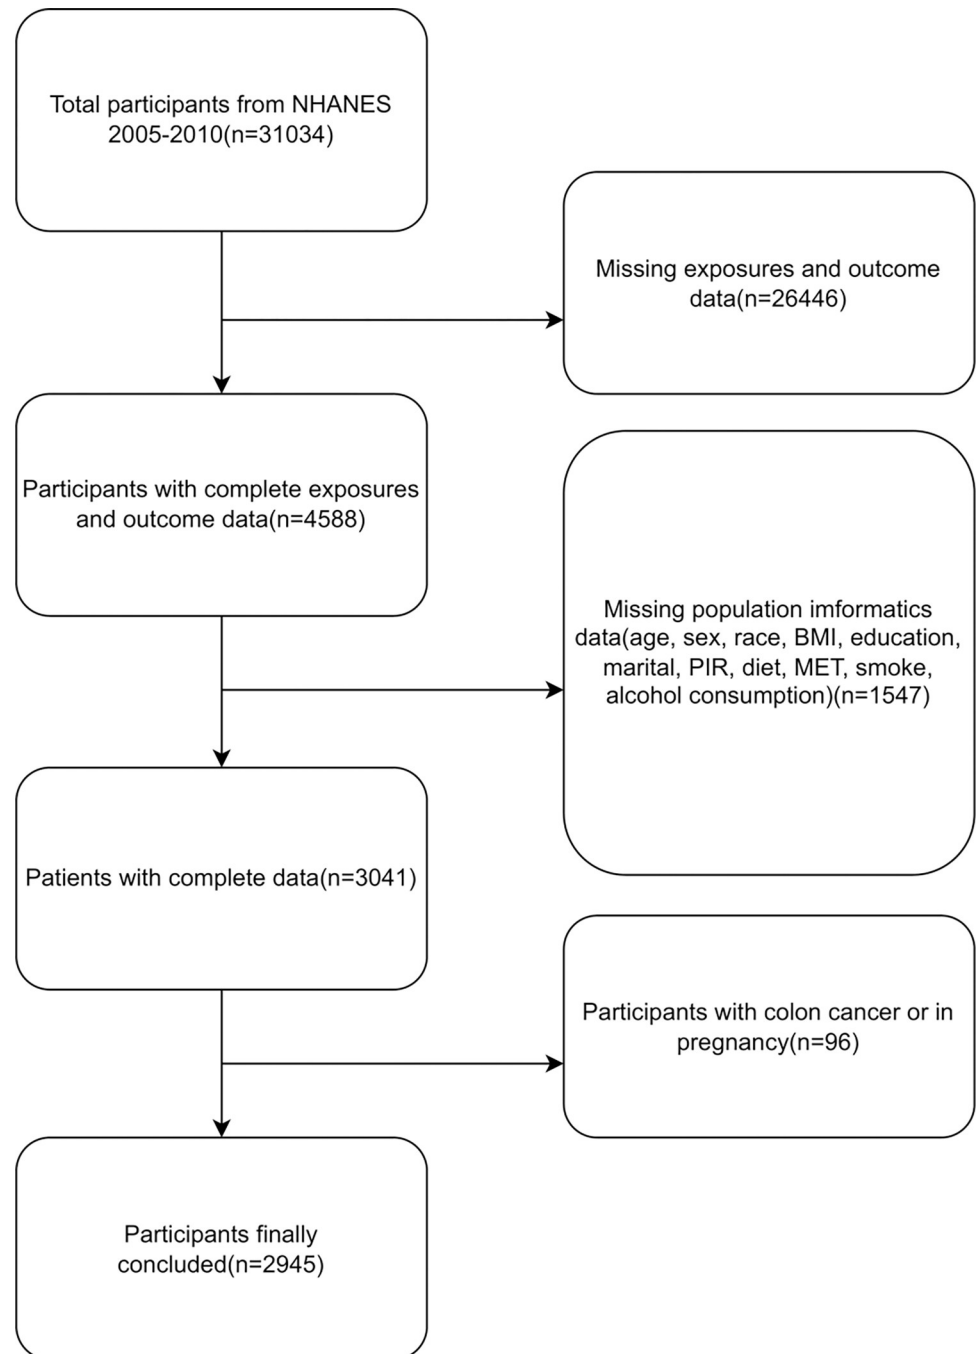 Total participants from NHANES
2005-2010(n=31034)
Missing exposures and outcome
data(n=26446)
Participants with complete exposures
and outcome data(n=4588)
Missing population imformatics
data(age, sex, race, BMI, education,
marital, PIR, diet, MET, smoke,
alcohol consumption)(n=1547)
Patients with complete data(n=3041)
Participants with colon cancer or in
pregnancy(n=96)
Participants finally
concluded(n=2945)